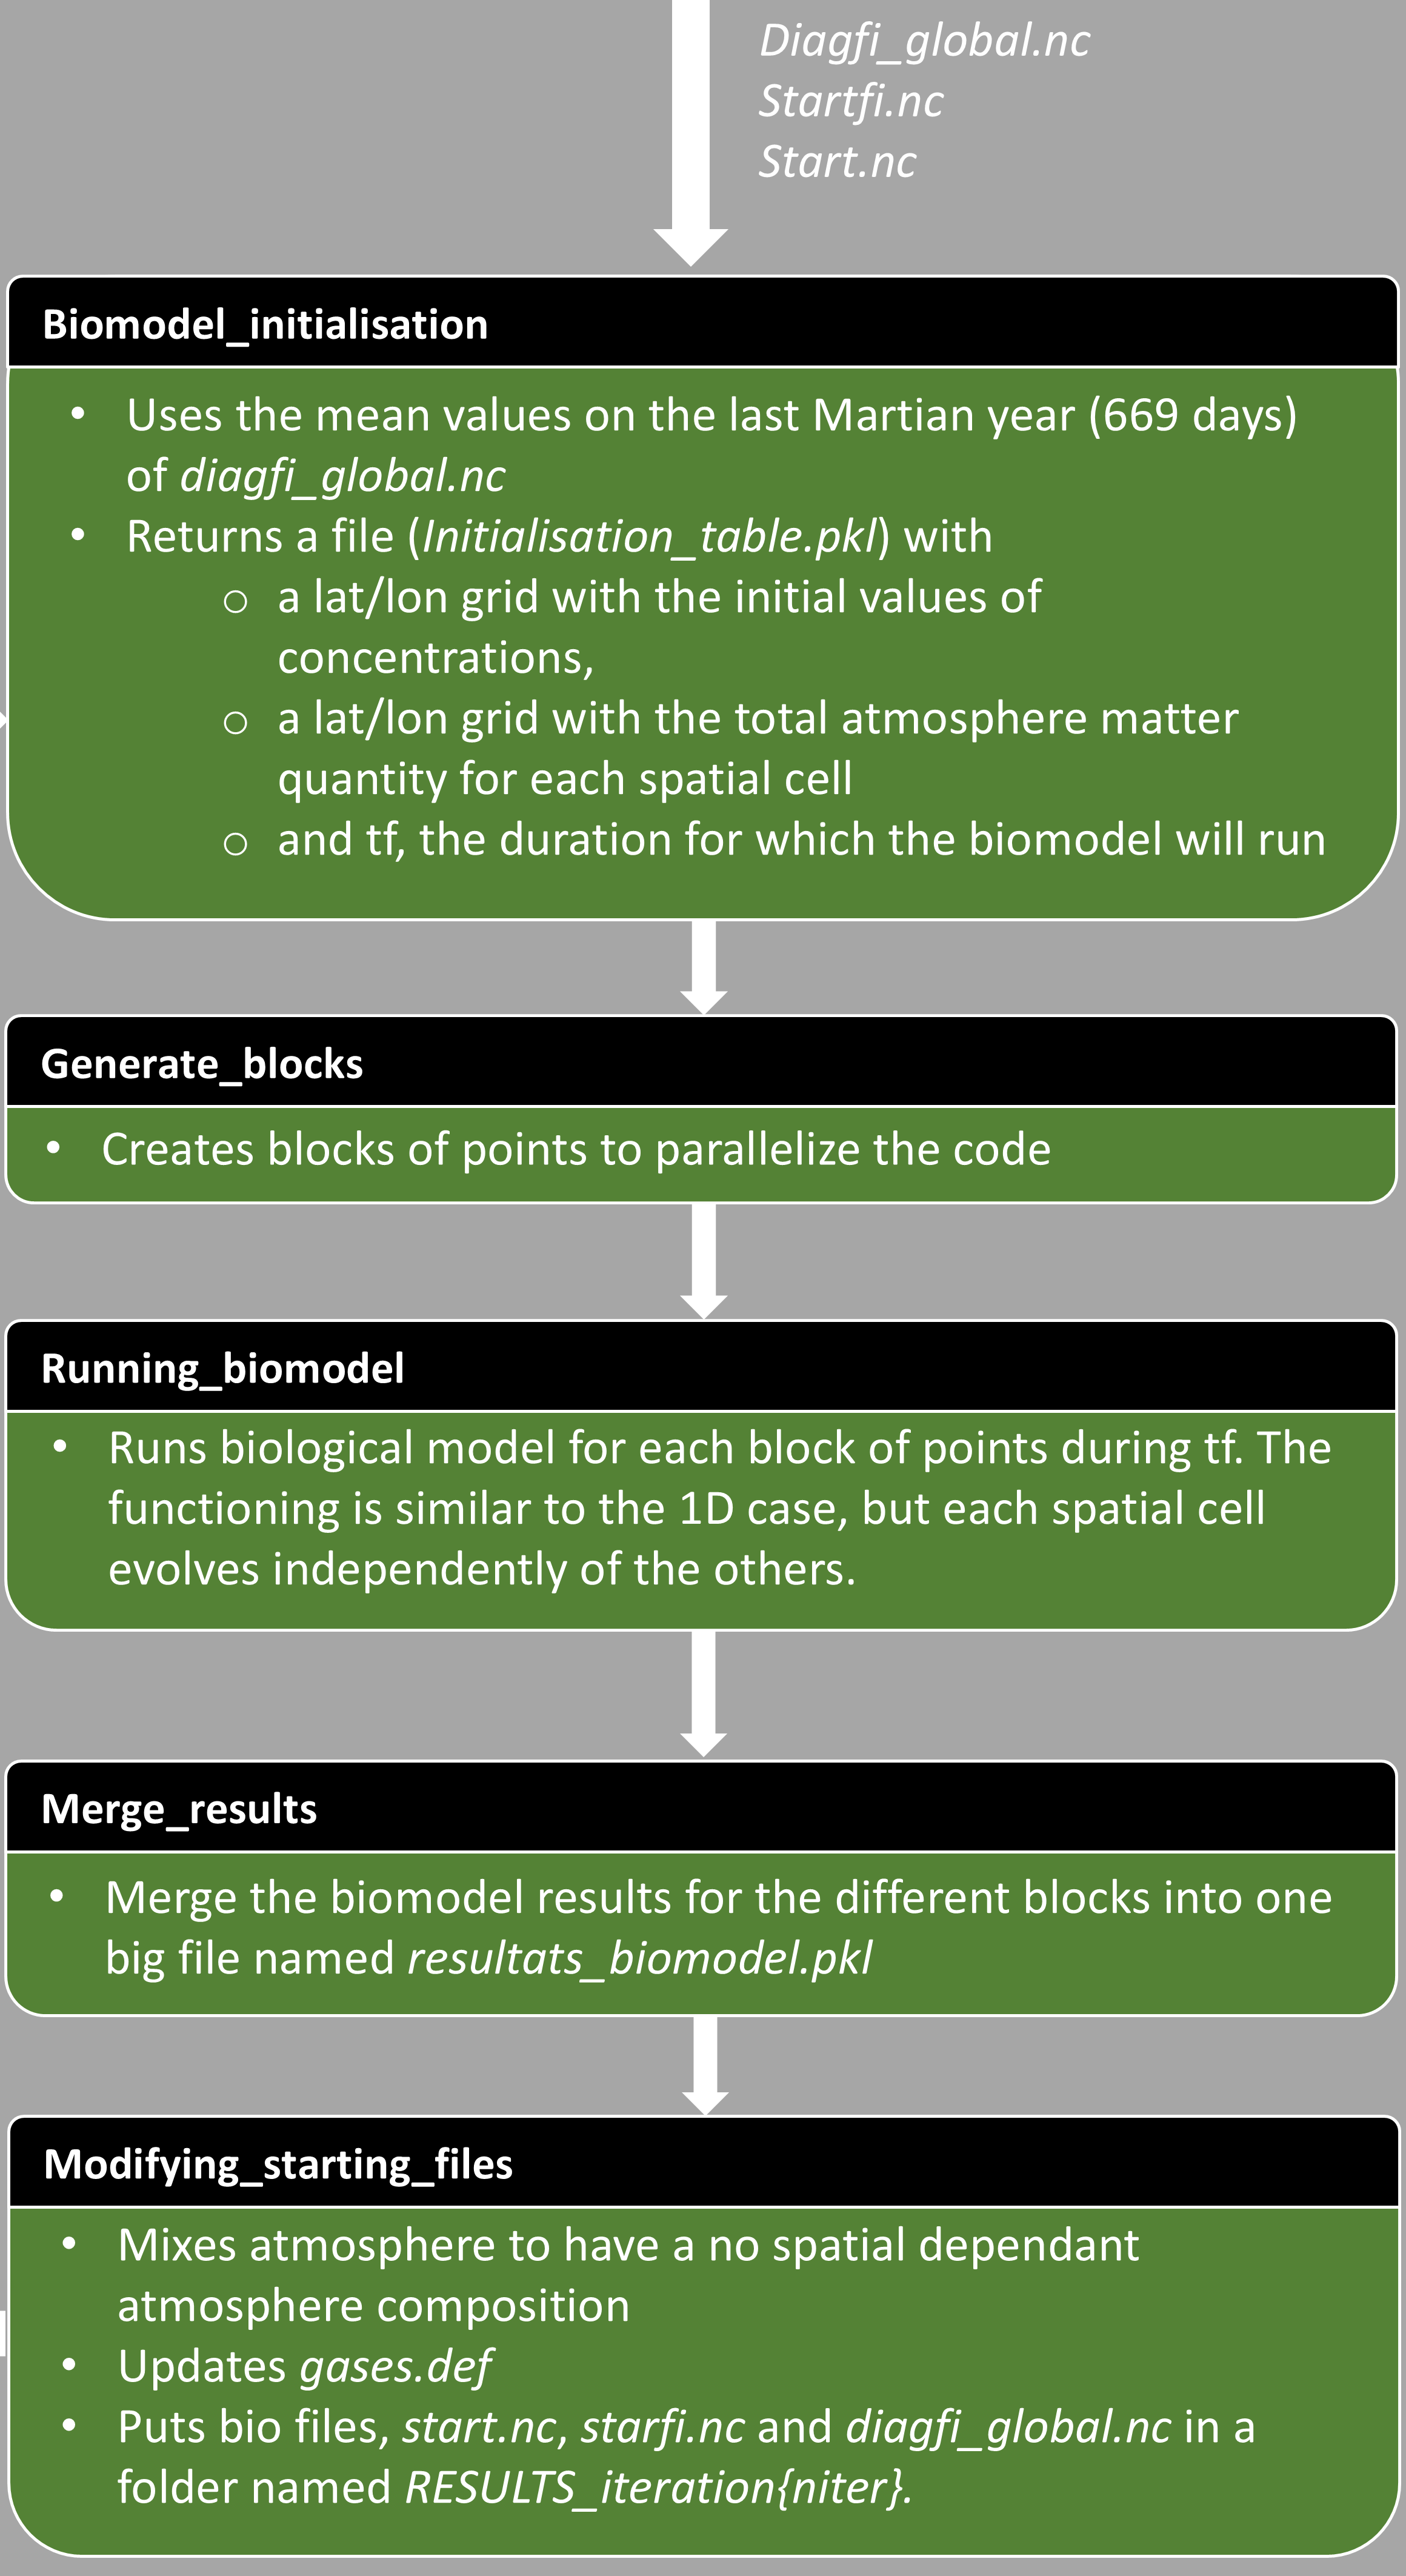 Diagfi_global.nc
Startfi.nc
Start.nc
Biomodel_initialisation
• Uses the mean values on the last Martian year (669 days)
of diagfi_global.nc
• Returns a file (Initialisation_table.pkl) with
o a lat/lon grid with the initial values of
concentrations,
o a lat/lon grid with the total atmosphere matter
quantity for each spatial cell
o and tf, the duration for which the biomodel will run
Generate_blocks
• Creates blocks of points to parallelize the code
Running_biomodel
• Runs biological model for each block of points during tf. The
functioning is similar to the 1D case, but each spatial cell
evolves independently of the others.
Merge_results
• Merge the biomodel results for the different blocks into one
big file named resultats_biomodel.pkl
Modifying_starting_files
• Mixes atmosphere to have a no spatial dependant
atmosphere composition
• Updates gases.def
• Puts bio files, start.nc, starfi.nc and diagfi_global.nc in a
folder named RESULTS_iteration{niter}.